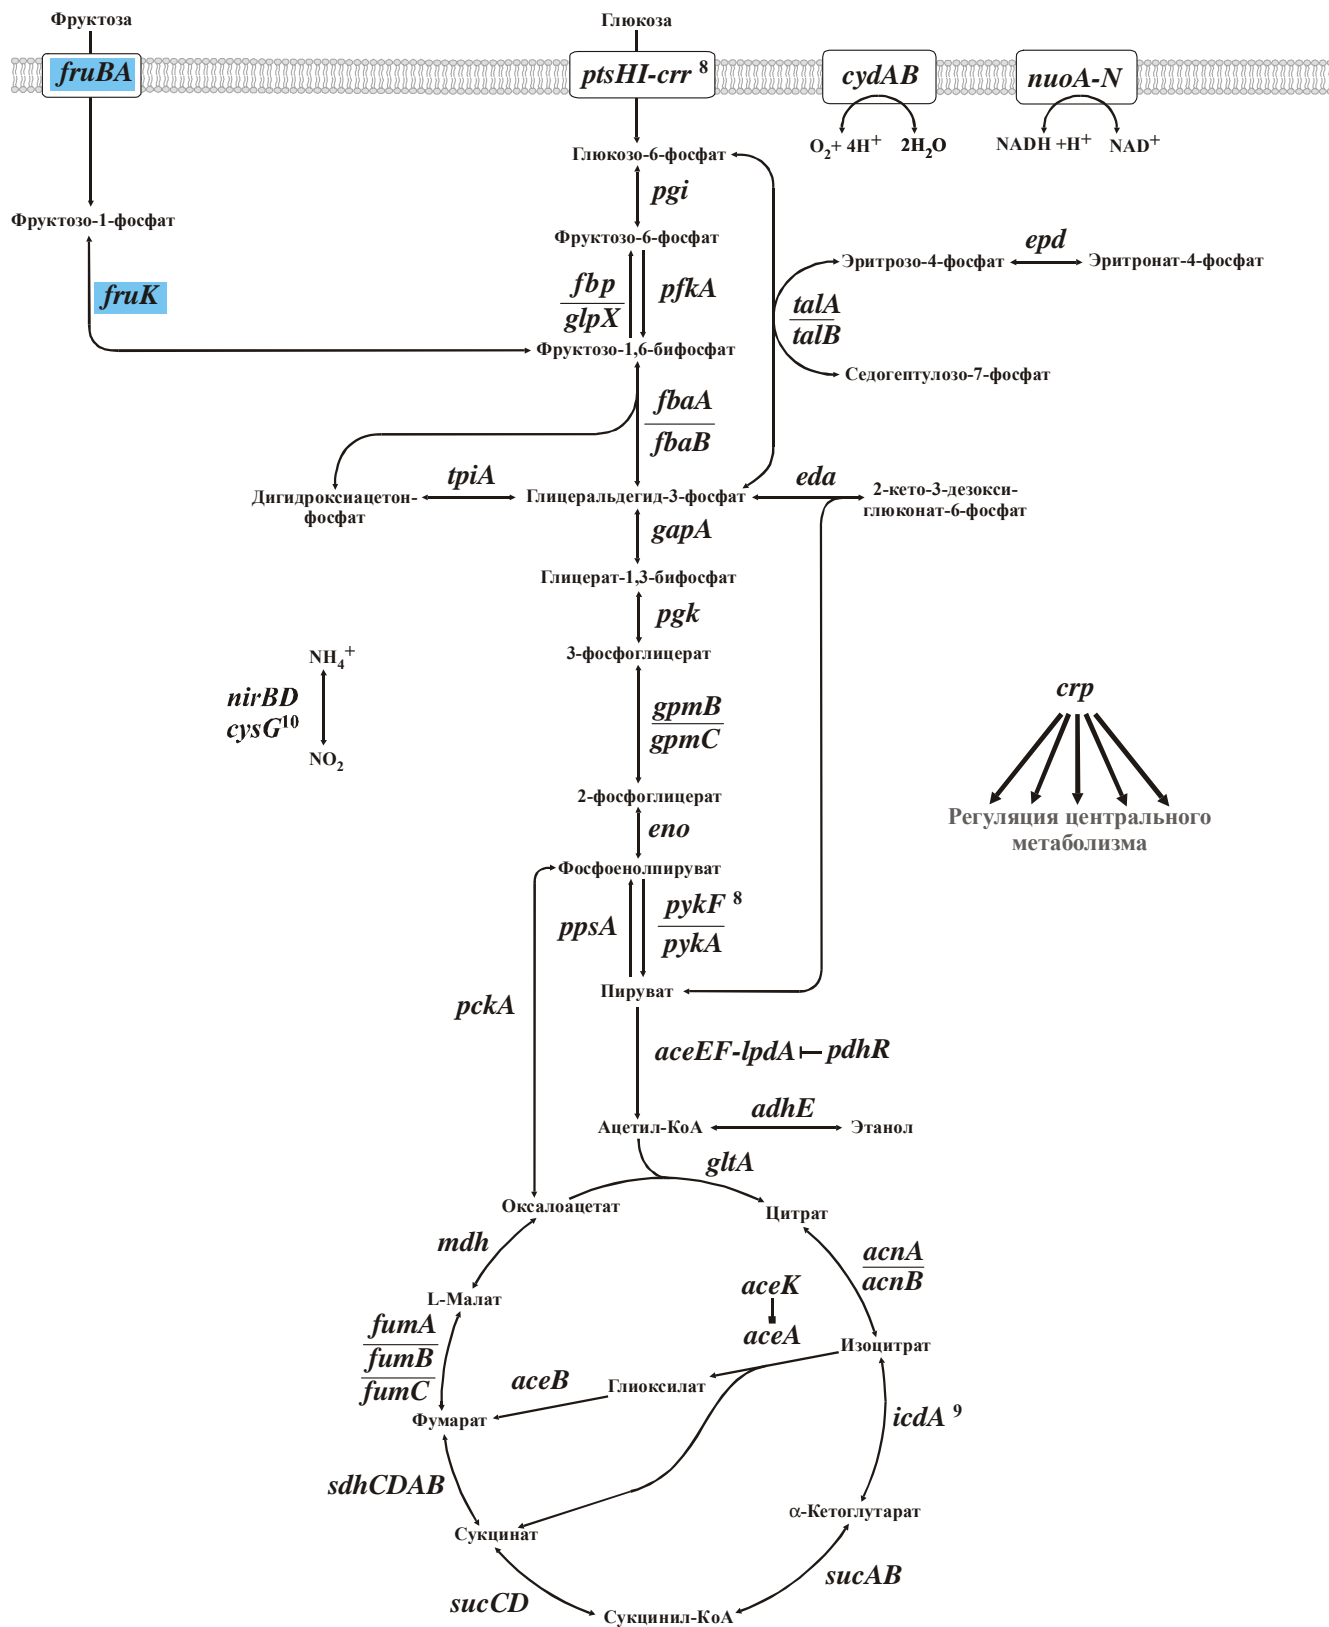 Фруктоза
Глюкоза
fruBA
ptsHI-crr 8
cydAB
nuoA-N
O2+ 4H+
2H2O
NADH +H+
NAD+
Глюкозо-6-фосфат
pgi
Фруктозо-1-фосфат
Фруктозо-6-фосфат
epd
Эритрозо-4-фосфат
Эритронат-4-фосфат
fruK
fbp
glpX
pfkA
talA
talB
Фруктозо-1,6-бифосфат
Седогептулозо-7-фосфат
fbaA
fbaB
tpiA
eda
Дигидроксиацетон-
фосфат
Глицеральдегид-3-фосфат
2-кето-3-дезокси-
глюконат-6-фосфат
gapA
Глицерат-1,3-бифосфат
pgk
NH4+
3-фосфоглицерат
nirBD
cysG10
NO2
gpmB
gpmC
crp
2-фосфоглицерат
Регуляция центрального
метаболизма
eno
Фосфоенолпируват
ppsA
pykF 8
pykA
Пируват
pckA
aceEF-lpdA
pdhR
adhE
Ацетил-КоА
Этанол
gltA
Оксалоацетат
Цитрат
mdh
acnA
acnB
aceK
L-Малат
fumA
fumB
fumC
aceA
Изоцитрат
aceB
Глиоксилат
Фумарат
icdA 9
sdhCDAB
α-Кетоглутарат
Сукцинат
sucAB
sucCD
Сукцинил-КоА